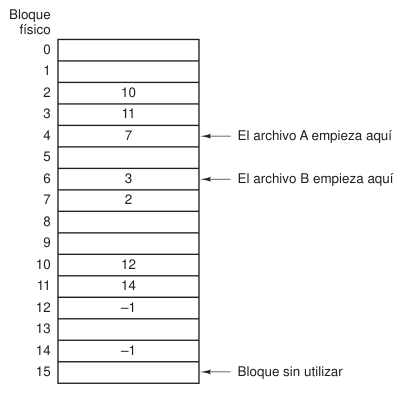 Bloque
físico
0
1
2 10
3 11
4 7 El archivo A empieza aquí
5
6 3 El archivo B empieza aquí
7 2
8
9
10 12
11 14
12 –1
13
14 –1
15 Bloque sin utilizar